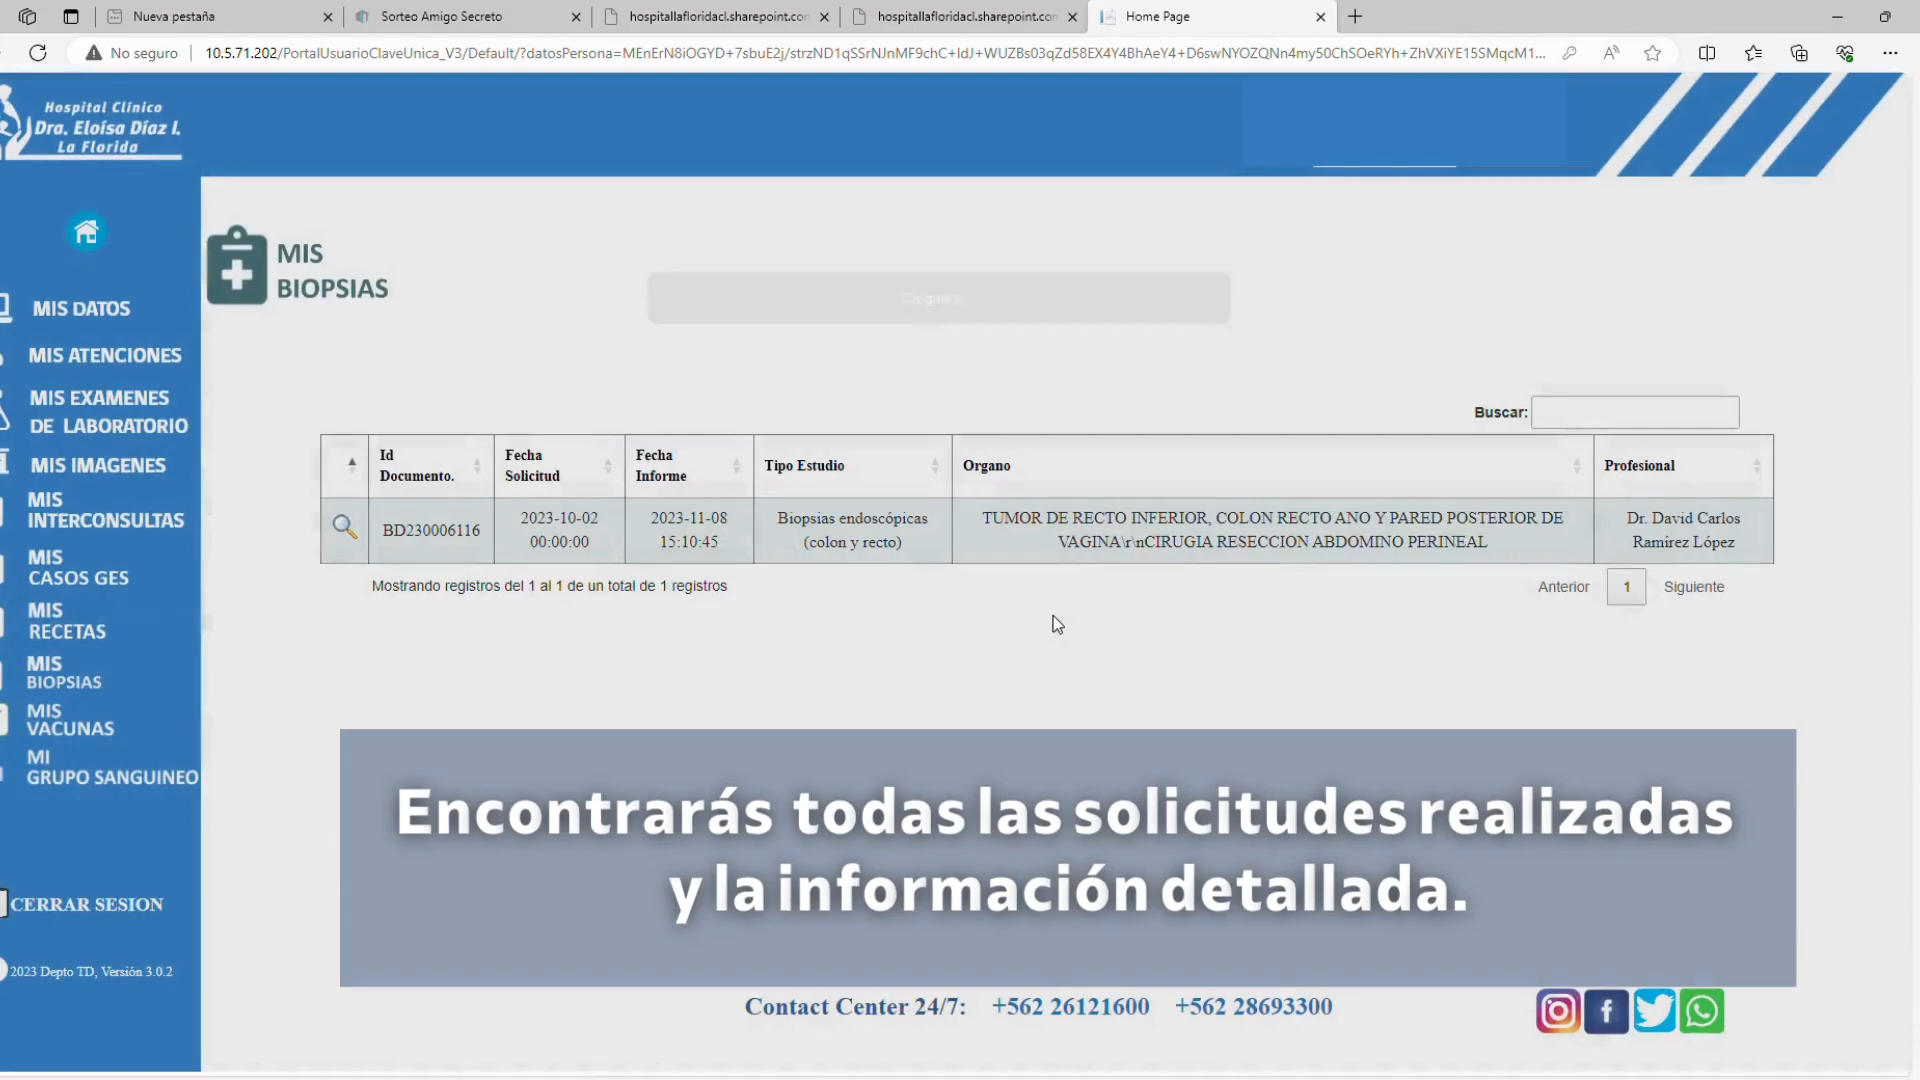 Nueva pestaña
Sorteo Amigo Secreto
hospitallafloridacl.sharepoint.con
hospitallafloridacl.sharepoint.con
Home Page
No seguro
10.5.71.202/PortalUsuarioClaveUnica_V3/Default/?datosPersona=MEnErN8iOGYD+7sbuE2j/strzND1qSSrNJnMF9chC+IdJ+WUZBs03qZd58EX4Y4BhAeY4+D6swNYOZQNn4my50ChSOeRYh+ZhVXiYE15SMqcM1...
Hospital Clínico
Dra. Eloísa Díaz I.
La Florida
MIS DATOS
MIS ATENCIONES
MIS EXAMENES
DE LABORATORIO
MIS IMAGENES
MIS
INTERCONSULTAS
MIS
CASOS GES
MIS
RECETAS
MIS
BIOPSIAS
MIS
VACUNAS
MI
GRUPO SANGUINEO
CERRAR SESION
2023 Depto TD, Versión 3.0.2
MIS
BIOPSIAS
Buscar:
Id Documento.
Fecha Solicitud
Fecha Informe
Tipo Estudio
Organo
Profesional
BD230006116
2023-10-02
00:00:00
2023-11-08
15:10:45
Biopsias endoscópicas
(colon y recto)
TUMOR DE RECTO INFERIOR, COLON RECTO ANO Y PARED POSTERIOR DE
VAGINA\r\nCIRUGIA RESECCION ABDOMINO PERINEAL
Dr. David Carlos
Ramírez López
Mostrando registros del 1 al 1 de un total de 1 registros
Anterior 1 Siguiente
Encontrarás todas las solicitudes realizadas
y la información detallada.
Contact Center 24/7: +562 26121600 +562 28693300